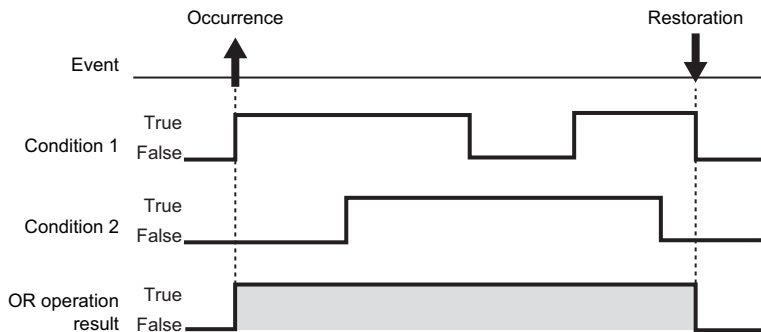 Occurrence
Restoration
Event
True
Condition 1
False
True
Condition 2
False
True
OR operation
result
False